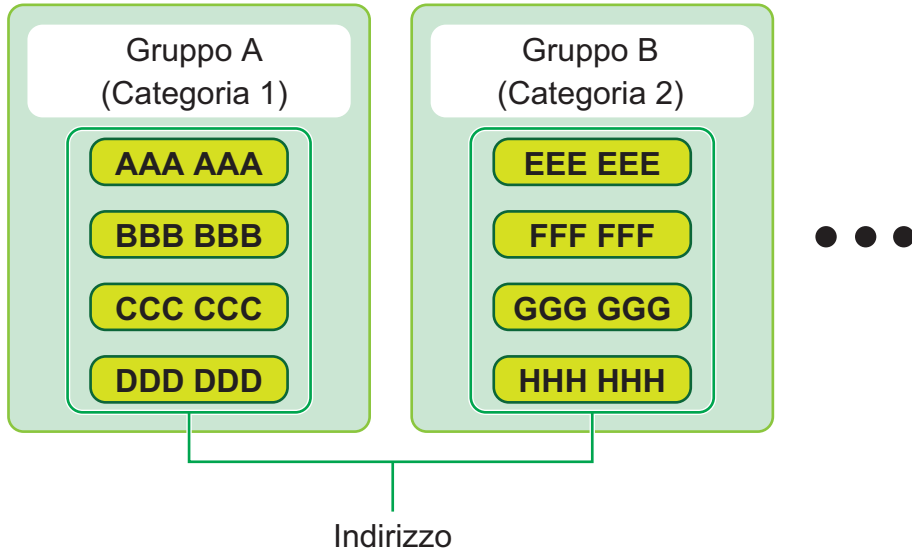 Gruppo A
(Categoria 1)
AAA AAA
BBB BBB
CCC CCC
DDD DDD
Gruppo B
(Categoria 2)
EEE EEE
FFF FFF
GGG GGG
HHH HHH
Indirizzo